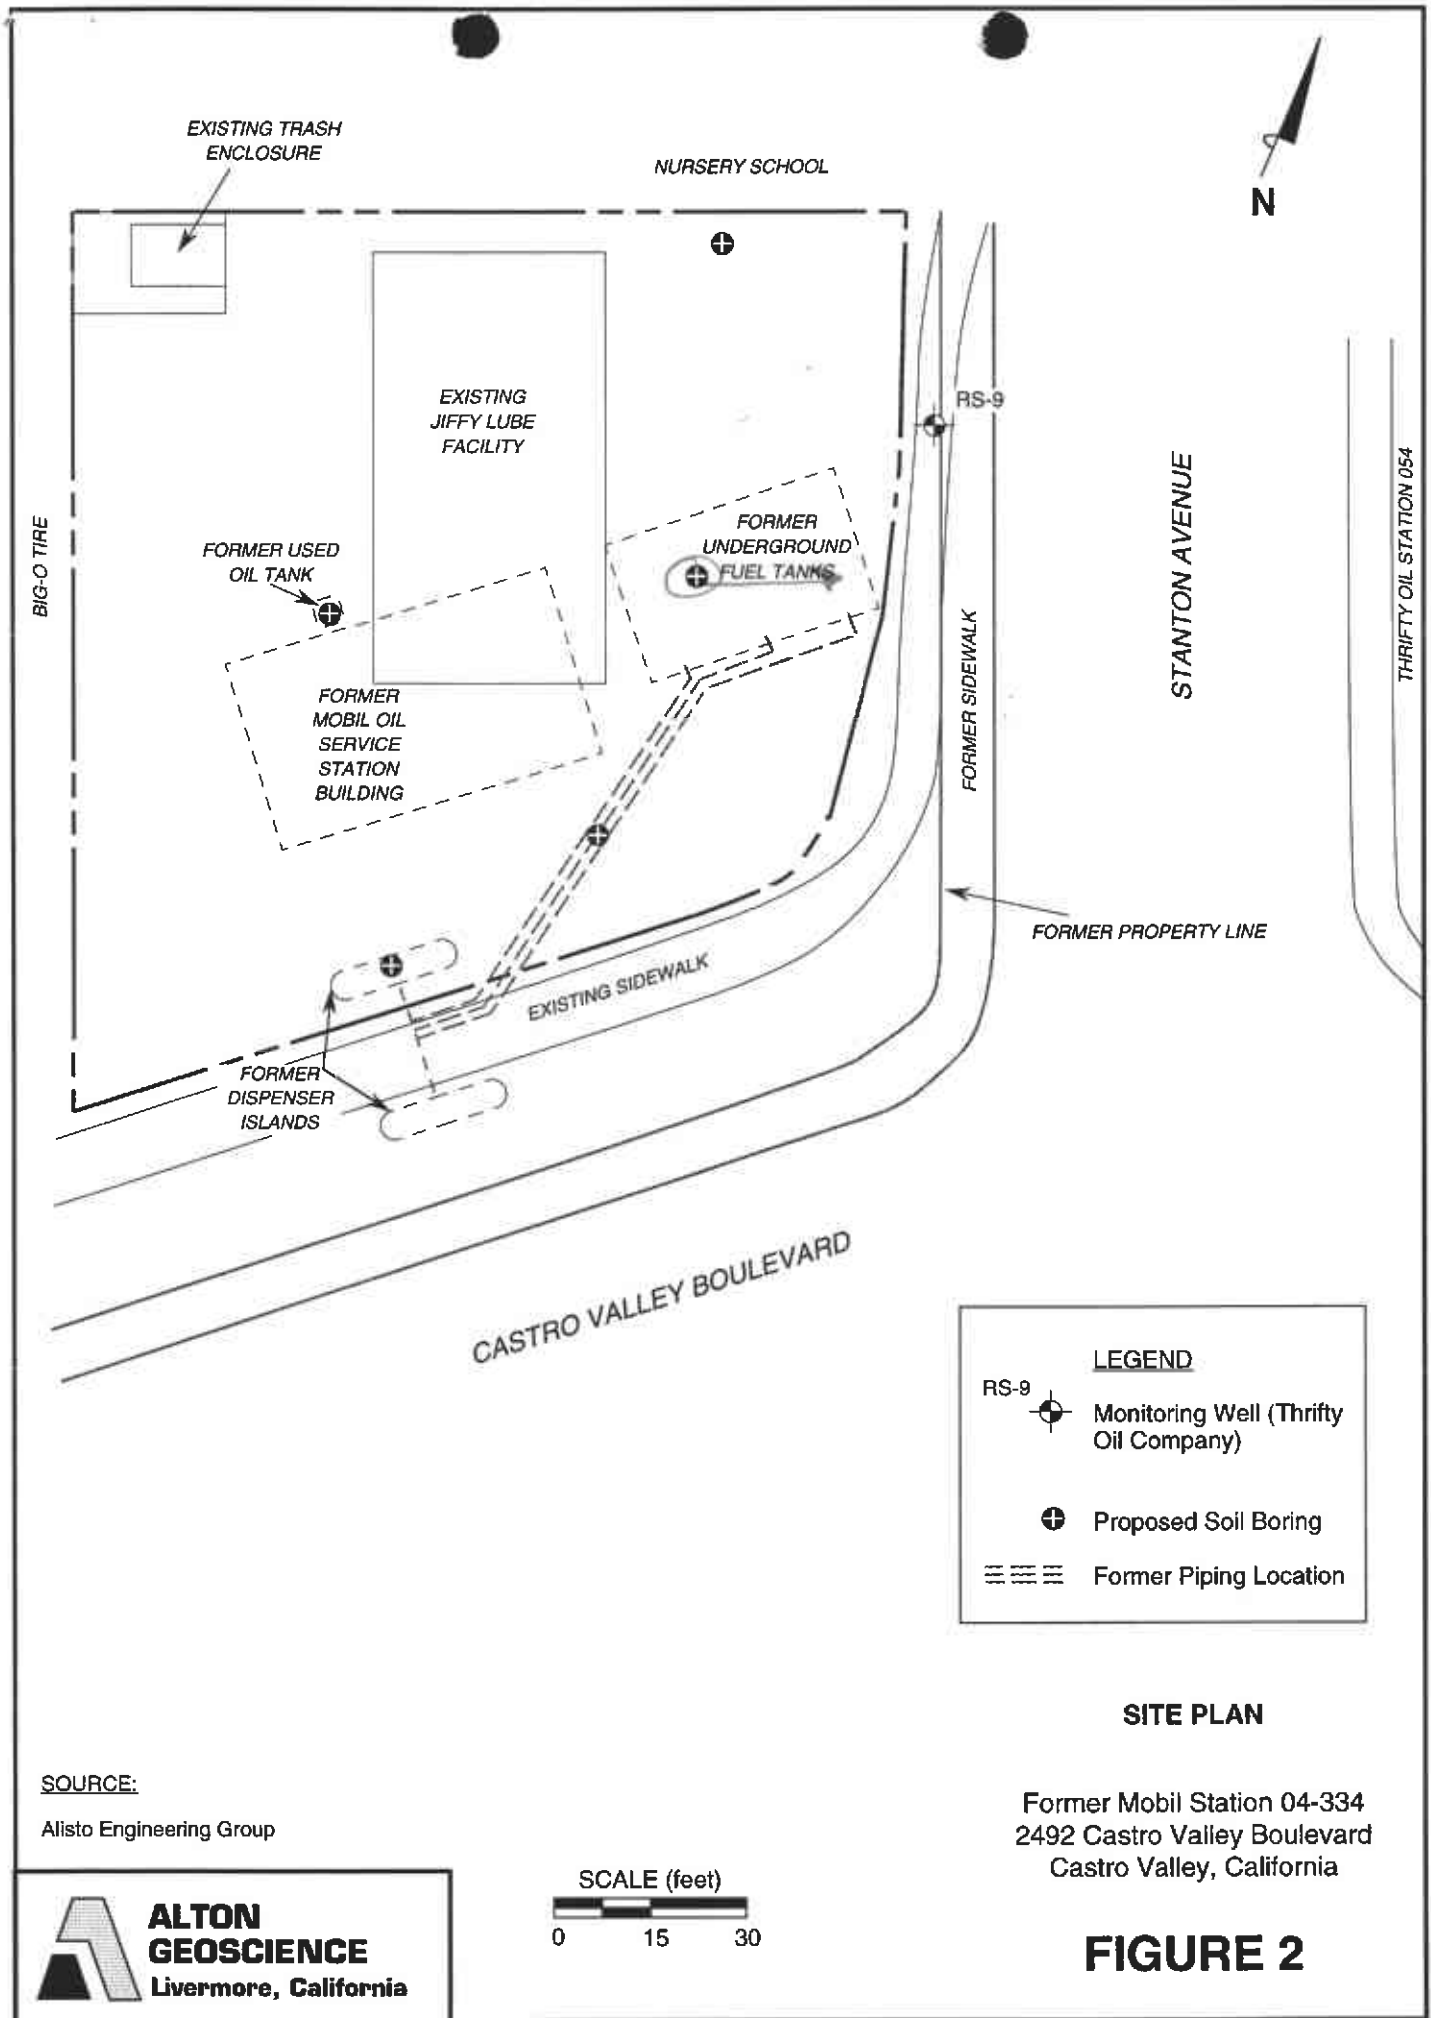 EXISTING TRASH
ENCLOSURE
NURSERY SCHOOL
N
EXISTING
JIFFY LUBE
FACILITY
RS-9
BIG-O TIRE
FORMER USED
OIL TANK
FORMER
UNDERGROUND
FUEL TANKS
STANTON AVENUE
THRIFTY OIL STATION 054
FORMER SIDEWALK
FORMER
MOBIL OIL
SERVICE
STATION
BUILDING
FORMER PROPERTY LINE
EXISTING SIDEWALK
FORMER
DISPENSER
ISLANDS
CASTRO VALLEY BOULEVARD
LEGEND
RS-9
Monitoring Well (Thrifty
Oil Company)
Proposed Soil Boring
Former Piping Location
SITE PLAN
Former Mobil Station 04-334
2492 Castro Valley Boulevard
Castro Valley, California
FIGURE 2
SOURCE:
Alisto Engineering Group
ALTON
GEOSCIENCE
Livermore, California
SCALE (feet)
0 15 30